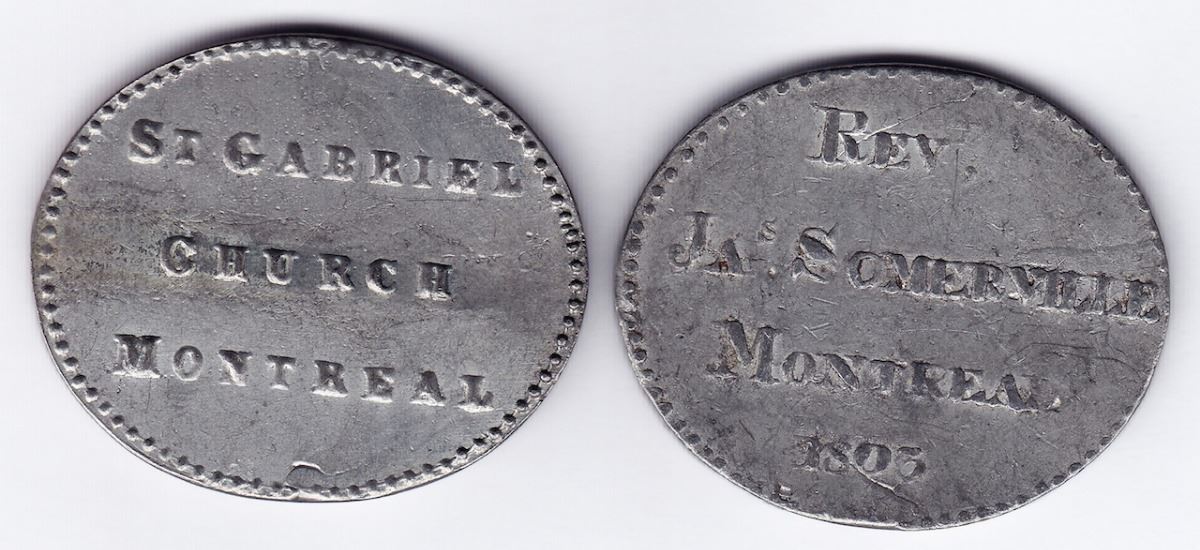 St GABRIEL
CHURCH
MONTREAL
REV,
JAs. SOMERVILLE
MONTREAL
1803